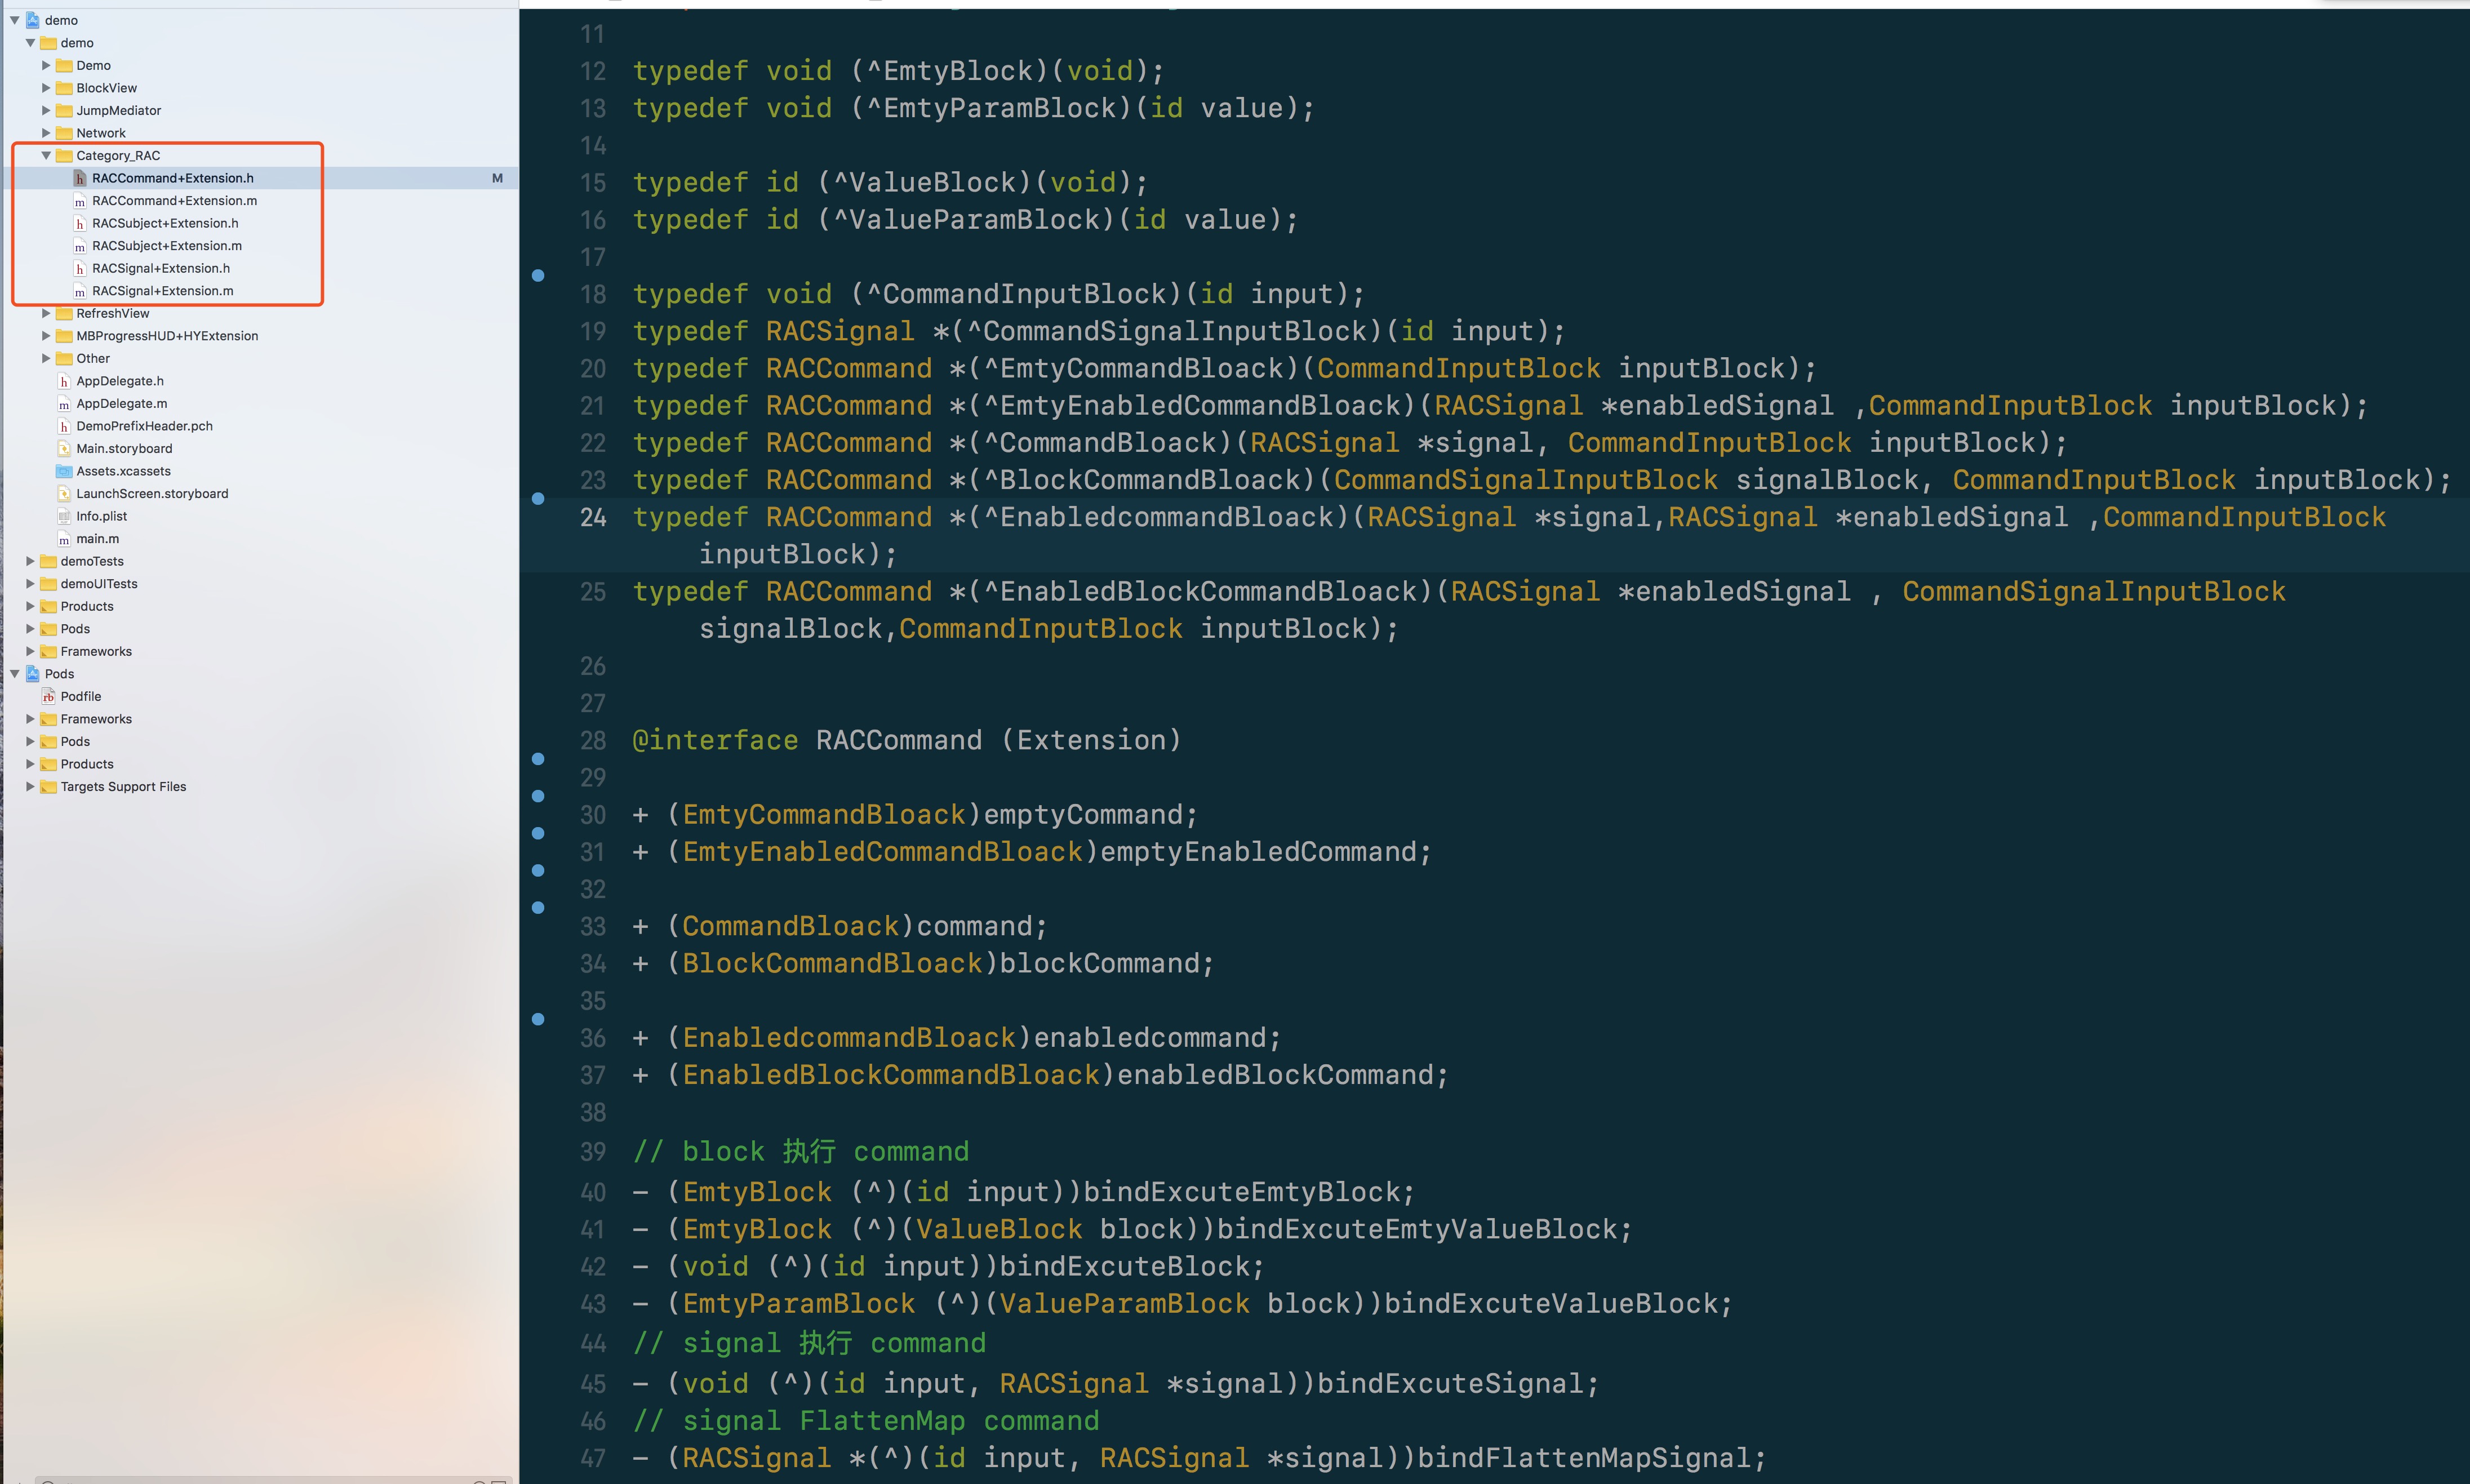 demo
demo
Demo
BlockView
JumpMediator
Network
Category_RAC
RACCommand+Extension.h M
RACCommand+Extension.m
RACSubject+Extension.h
RACSubject+Extension.m
RACSignal+Extension.h
RACSignal+Extension.m
RefreshView
MBProgressHUD+HYExtension
Other
AppDelegate.h
AppDelegate.m
DemoPrefixHeader.pch
Main.storyboard
Assets.xcassets
LaunchScreen.storyboard
Info.plist
main.m
demoTests
demoUITests
Products
Pods
Frameworks
Pods
Podfile
Frameworks
Pods
Products
Targets Support Files
11
12 typedef void (^EmtyBlock)(void);
13 typedef void (^EmtyParamBlock)(id value);
14
15 typedef id (^ValueBlock)(void);
16 typedef id (^ValueParamBlock)(id value);
17
18 typedef void (^CommandInputBlock)(id input);
19 typedef RACSignal *(^CommandSignalInputBlock)(id input);
20 typedef RACCommand *(^EmtyCommandBloack)(CommandInputBlock inputBlock);
21 typedef RACCommand *(^EmtyEnabledCommandBloack)(RACSignal *enabledSignal ,CommandInputBlock inputBlock);
22 typedef RACCommand *(^CommandBloack)(RACSignal *signal, CommandInputBlock inputBlock);
23 typedef RACCommand *(^BlockCommandBloack)(CommandSignalInputBlock signalBlock, CommandInputBlock inputBlock);
24 typedef RACCommand *(^EnabledcommandBloack)(RACSignal *signal,RACSignal *enabledSignal ,CommandInputBlock
inputBlock);
25 typedef RACCommand *(^EnabledBlockCommandBloack)(RACSignal *enabledSignal , CommandSignalInputBlock
signalBlock,CommandInputBlock inputBlock);
26
27
28 @interface RACCommand (Extension)
29
30 + (EmtyCommandBloack)emptyCommand;
31 + (EmtyEnabledCommandBloack)emptyEnabledCommand;
32
33 + (CommandBloack)command;
34 + (BlockCommandBloack)blockCommand;
35
36 + (EnabledcommandBloack)enabledcommand;
37 + (EnabledBlockCommandBloack)enabledBlockCommand;
38
39 // block 执行 command
40 - (EmtyBlock (^)(id input))bindExcuteEmtyBlock;
41 - (EmtyBlock (^)(ValueBlock block))bindExcuteEmtyValueBlock;
42 - (void (^)(id input))bindExcuteBlock;
43 - (EmtyParamBlock (^)(ValueParamBlock block))bindExcuteValueBlock;
44 // signal 执行 command
45 - (void (^)(id input, RACSignal *signal))bindExcuteSignal;
46 // signal FlattenMap command
47 - (RACSignal *(^)(id input, RACSignal *signal))bindFlattenMapSignal;